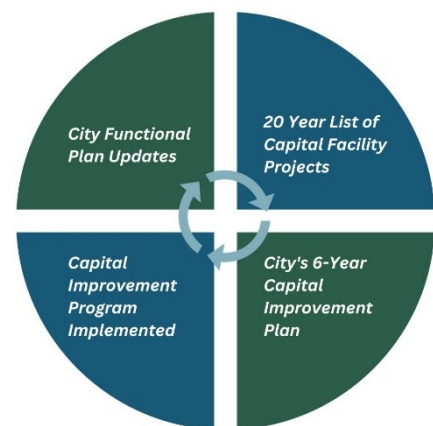 City Functional
Plan Updates
20 Year List of
Capital Facility
Projects
Capital
Improvement
Program
Implemented
City's 6-Year
Capital
Improvement
Plan